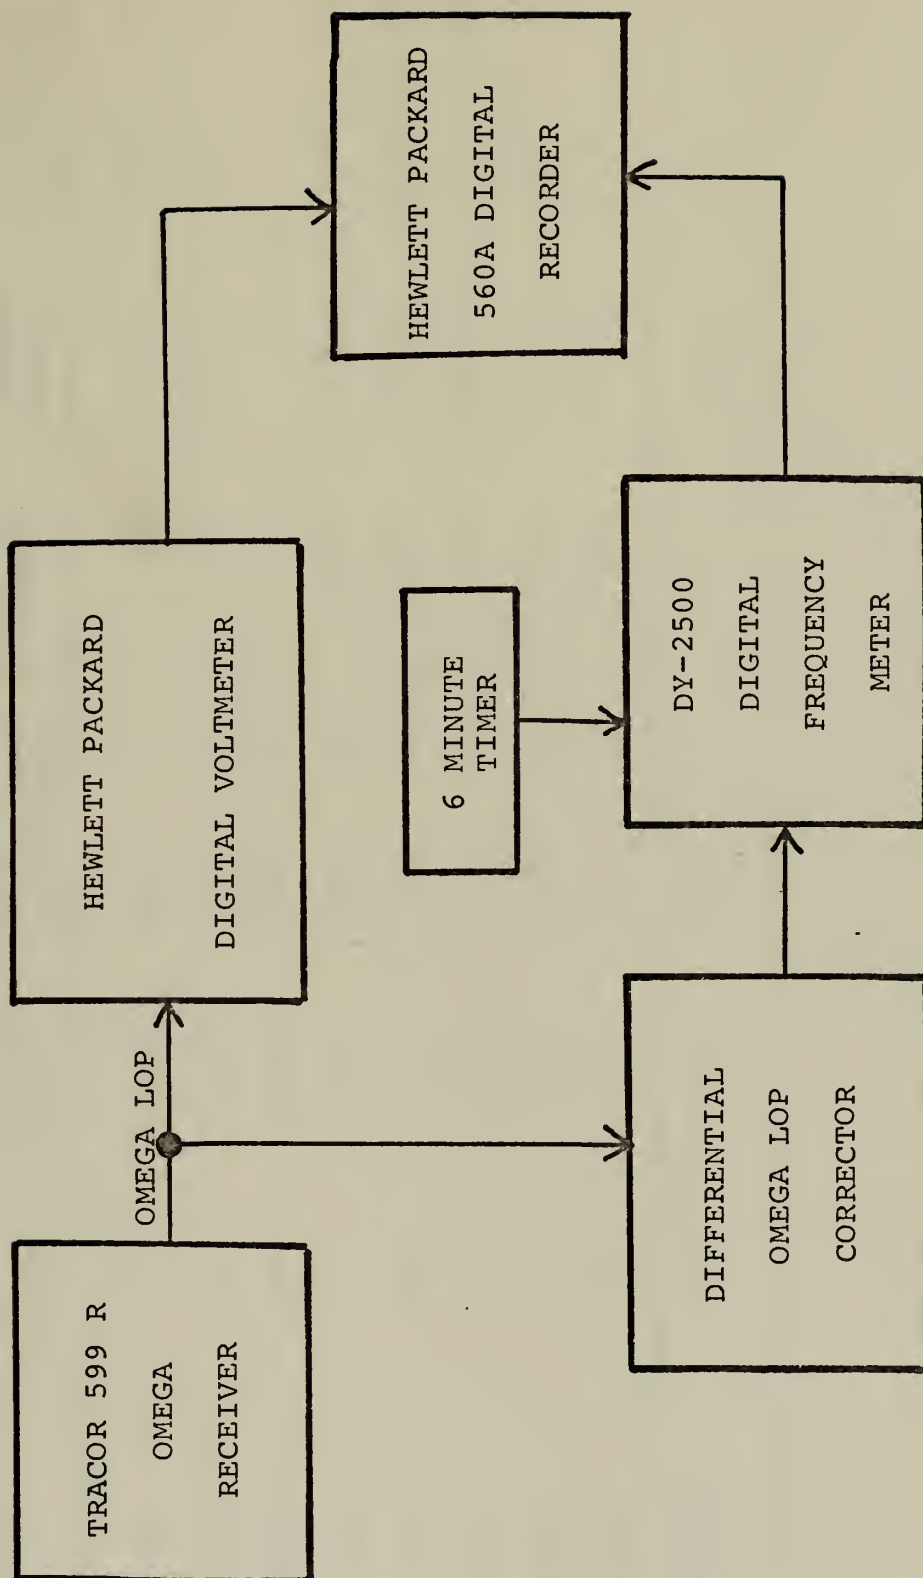 TRACOR 599 R
OMEGA
RECEIVER
OMEGA LOP
HEWLETT PACKARD
DIGITAL VOLTMETER
HEWLETT PACKARD
560A DIGITAL
RECORDER
6 MINUTE
TIMER
DIFFERENTIAL
OMEGA LOP
CORRECTOR
DY-2500
DIGITAL
FREQUENCY
METER